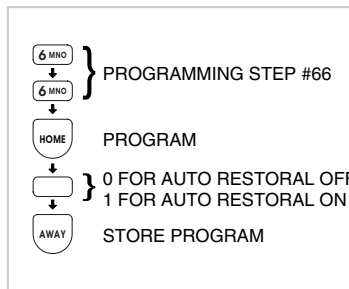 6 MNO
6 MNO
PROGRAMMING STEP #66
HOME
PROGRAM
0 FOR AUTO RESTORAL OFF
1 FOR AUTO RESTORAL ON
AWAY
STORE PROGRAM